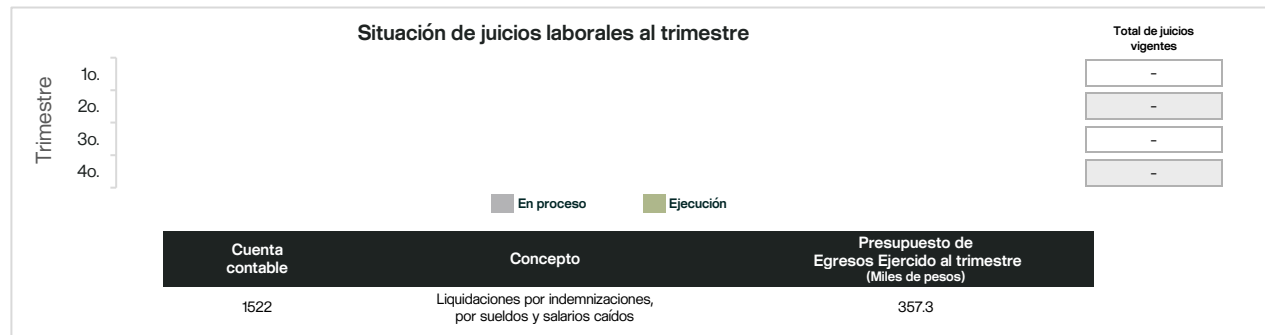 Situación de juicios laborales al trimestre
Total de juicios
vigentes
Trimestre
1o.
-
2o.
-
3o.
-
4o.
-
En proceso
Ejecución
Cuenta
contable
Concepto
Presupuesto de
Egresos Ejercido al trimestre
(Miles de pesos)
1522
Liquidaciones por indemnizaciones,
por sueldos y salarios caídos
357.3